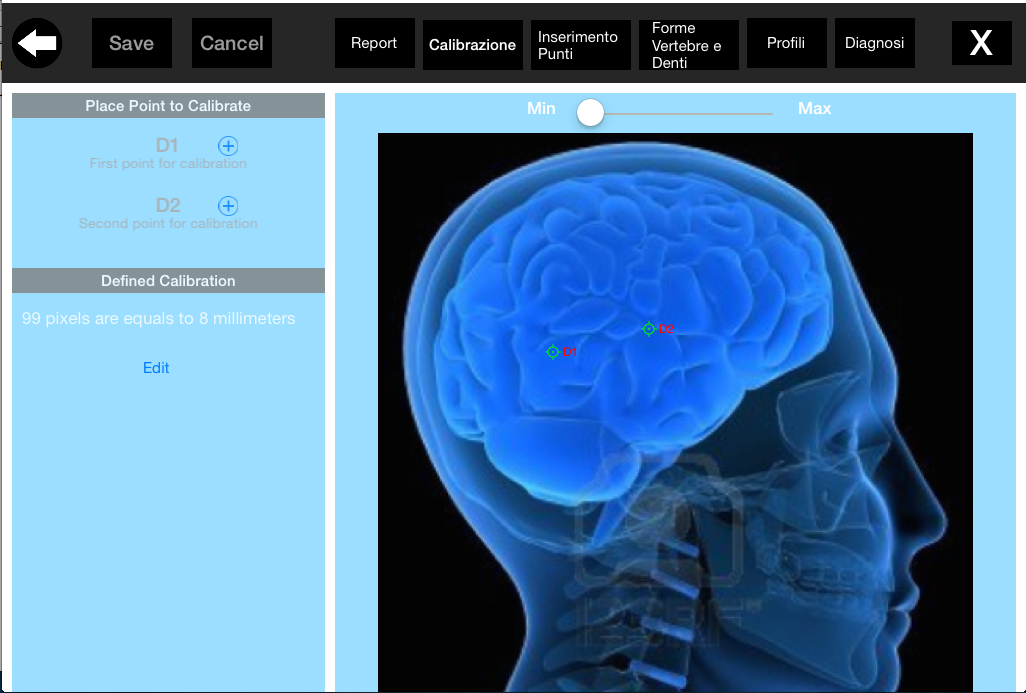 Save
Cancel
Report
Calibrazione
Inserimento
Punti
Forme
Vertebre e
Denti
Profili
Diagnosi
X
Place Point to Calibrate
D1
First point for calibration
D2
Second point for calibration
Defined Calibration
99 pixels are equals to 8 millimeters
Edit
Min
Max
D2
D1
123RF